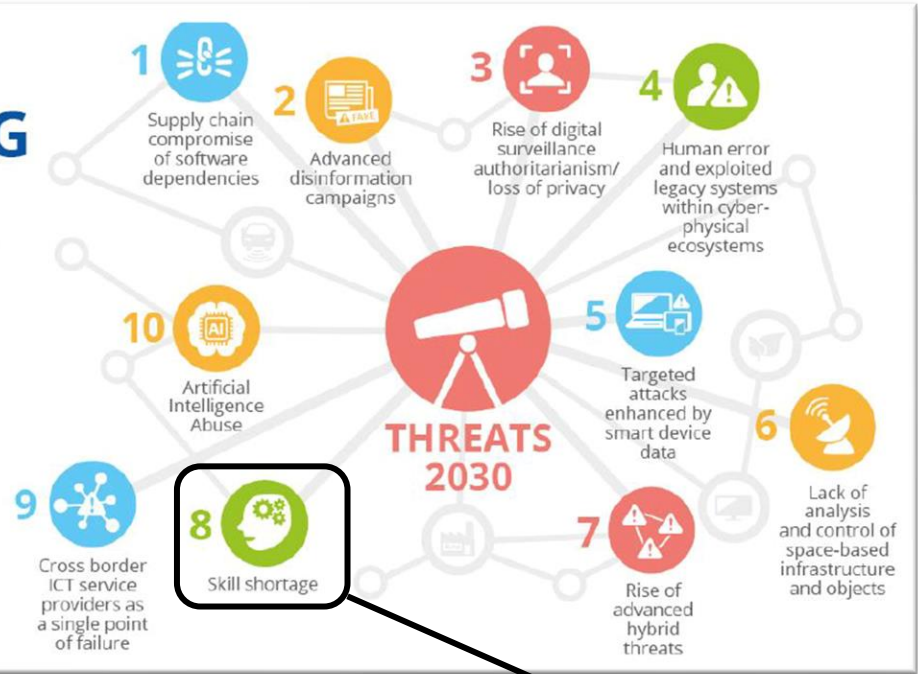 G
1
Supply chain
compromise
of software
dependencies
2
FAKE
Advanced
disinformation
campaigns
3
Rise of digital
surveillance
authoritarianism/
loss of privacy
4
Human error
and exploited
legacy systems
within cyber-
physical
ecosystems
10
AI
Artificial
Intelligence
Abuse
THREATS
2030
5
Targeted
attacks
enhanced by
smart device
data
6
Lack of
analysis
and control of
space-based
infrastructure
and objects
9
Cross border
ICT service
providers as
a single point
of failure
8
Skill shortage
7
Rise of
advanced
hybrid
threats